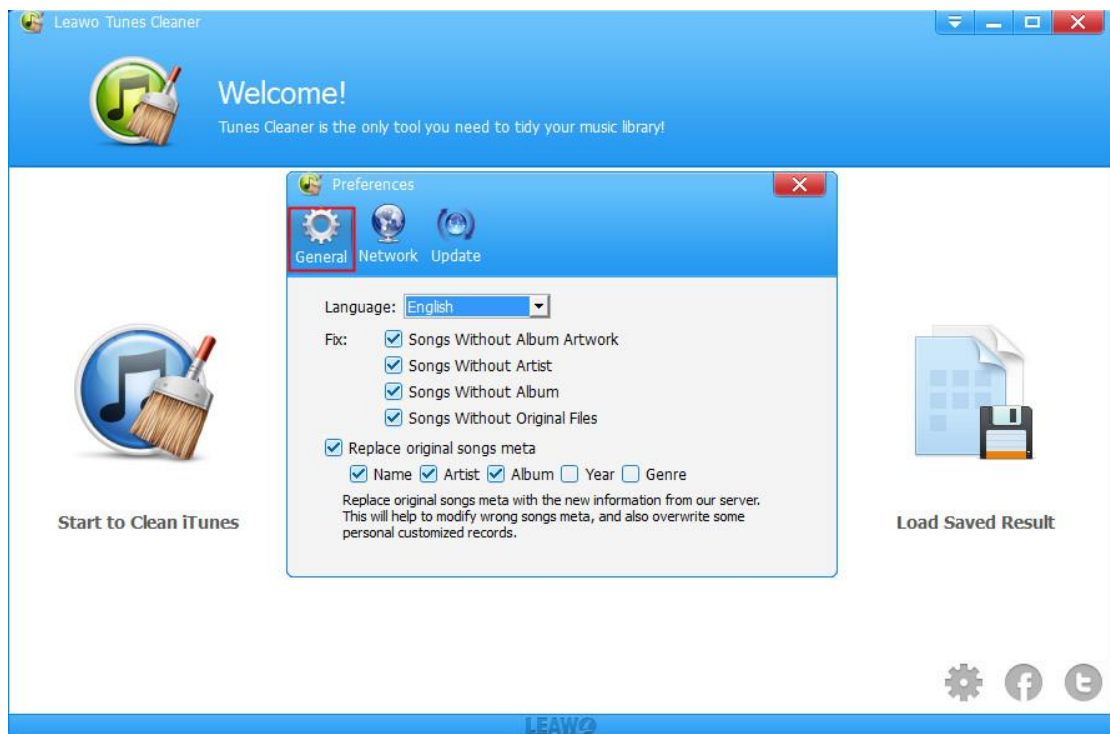 Leawo Tunes Cleaner
Welcome!
Tunes Cleaner is the only tool you need to tidy your music library!
Preferences
General Network Update
Language: English
Fix: Songs Without Album Artwork
Songs Without Artist
Songs Without Album
Songs Without Original Files
Replace original songs meta
Name Artist Album Year Genre
Replace original songs meta with the new information from our server.
This will help to modify wrong songs meta, and also overwrite some
personal customized records.
Start to Clean iTunes
Load Saved Result
LEAWO